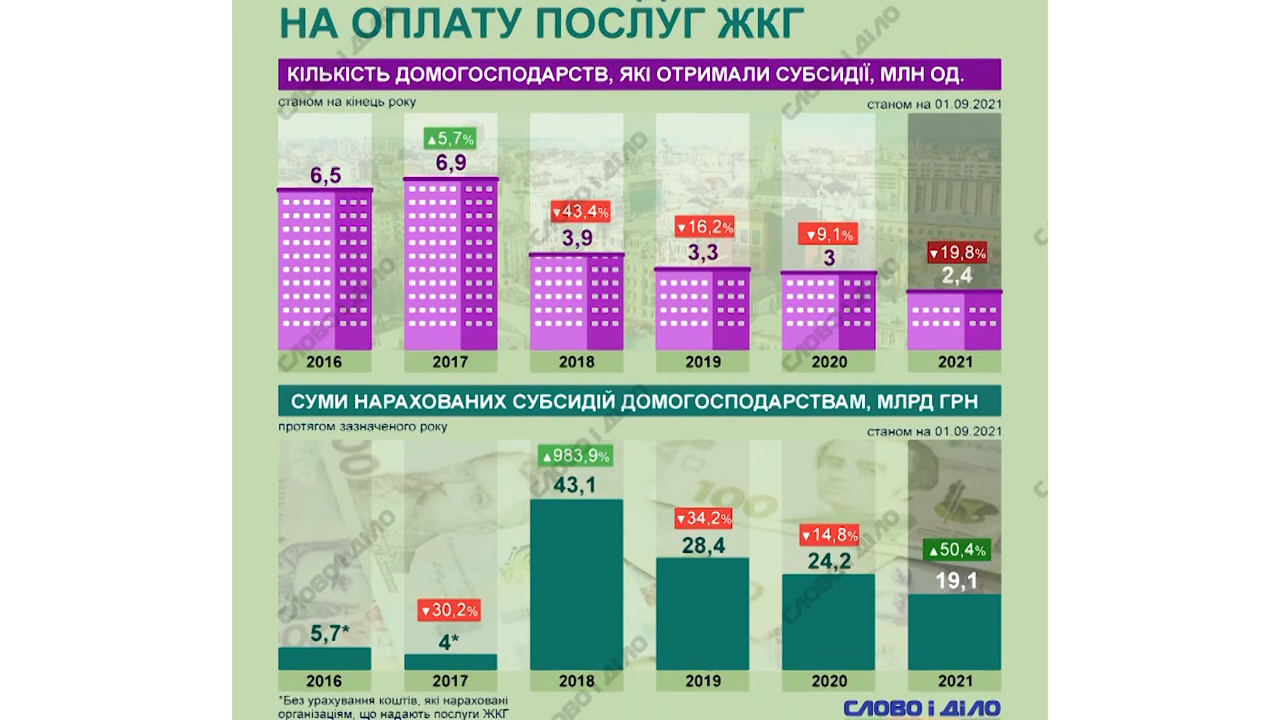 НА ОПЛАТУ ПОСЛУГ ЖКГ
КІЛЬКІСТЬ ДОМОГОСПОДАРСТВ, ЯКІ ОТРИМАЛИ СУБСИДІЇ, МЛН ОД.
станом на кінець року
станом на 01.09.2021
6,5
▲5,7%
6,9
▼43,4%
3,9
▼16,2%
3,3
▼9,1%
3
▼19,8%
2,4
2016 2017 2018 2019 2020 2021
СУМИ НАРАХОВАНИХ СУБСИДІЙ ДОМОГОСПОДАРСТВАМ, МЛРД ГРН
протягом зазначеного року
станом на 01.09.2021
5,7*
▼30,2%
4*
▲983,9%
43,1
▼34,2%
28,4
▼14,8%
24,2
▲50,4%
19,1
2016 2017 2018 2019 2020 2021
*Без урахування коштів, які нараховані
організаціям, що надають послуги ЖКГ
СЛОВО І ДІЛО